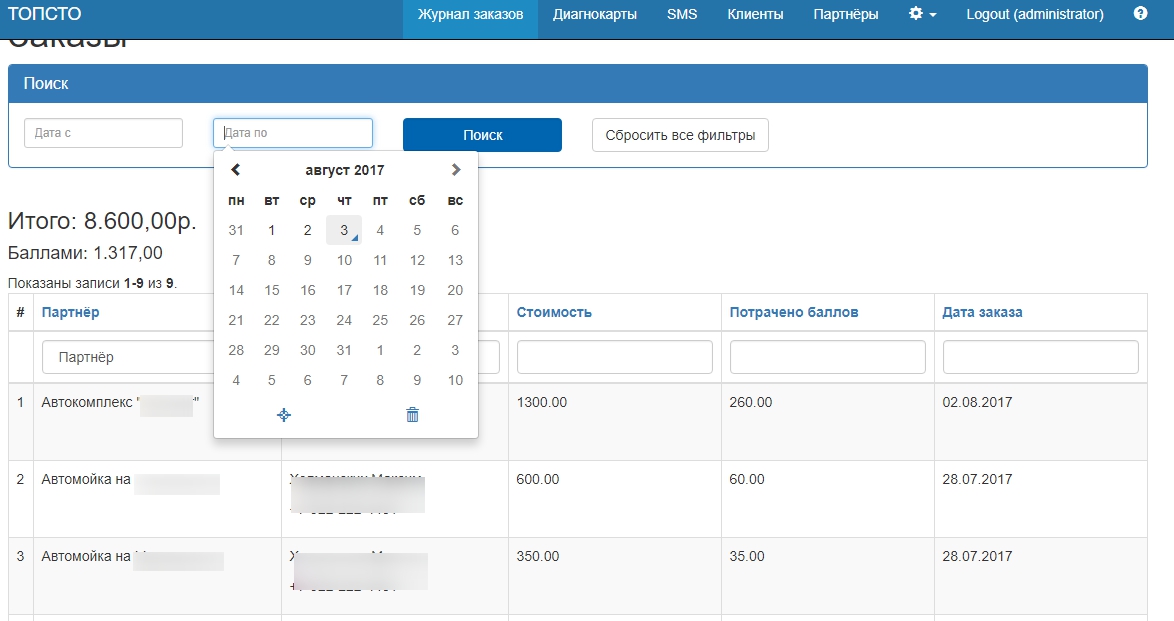 ТОПСТО Журнал заказов Диагнокарты SMS Клиенты Партнёры Logout (administrator)
Заказы
Поиск
Дата с Дата по Поиск Сбросить все фильтры
август 2017
пн вт ср чт пт сб вс
31 1 2 3 4 5 6
7 8 9 10 11 12 13
14 15 16 17 18 19 20
21 22 23 24 25 26 27
28 29 30 31 1 2 3
4 5 6 7 8 9 10
Итого: 8.600,00р.
Баллами: 1.317,00
Показаны записи 1-9 из 9.
# Партнёр Стоимость Потрачено баллов Дата заказа
Партнёр
1 Автокомплекс " " 1300.00 260.00 02.08.2017
2 Автомойка на 600.00 60.00 28.07.2017
3 Автомойка на 350.00 35.00 28.07.2017